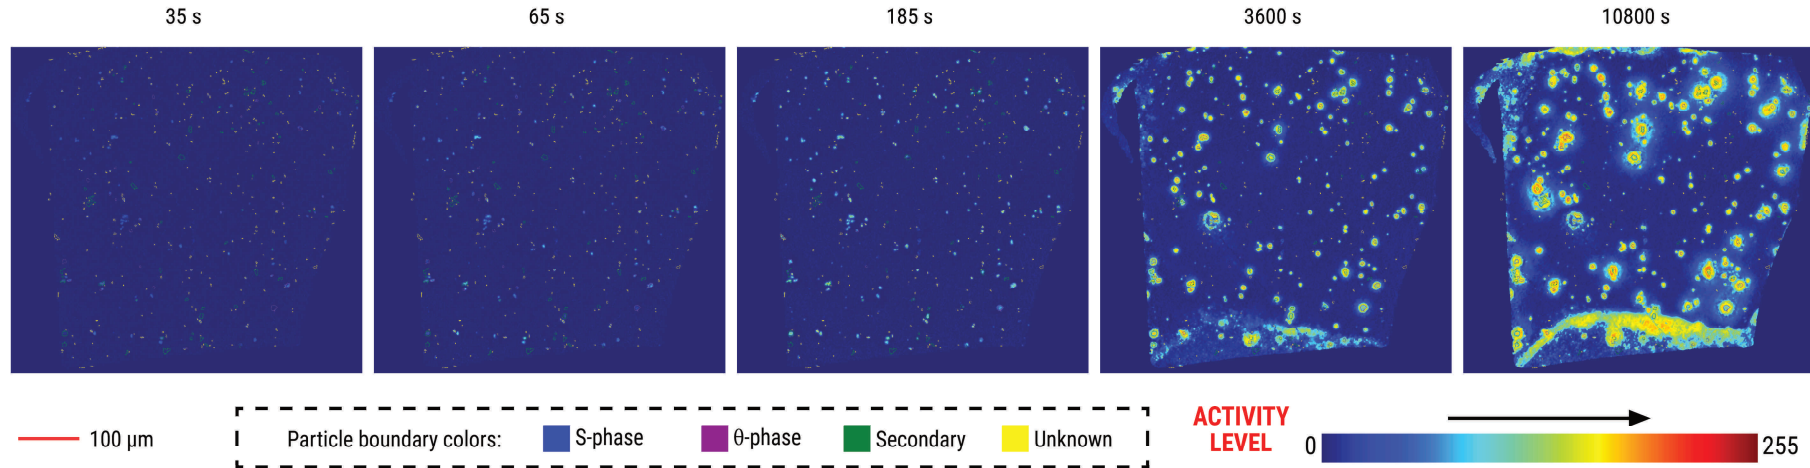 35 s
65 s
185 s
3600 s
10800 s
100 μm
Particle boundary colors:
S-phase
θ-phase
Secondary
Unknown
ACTIVITY
LEVEL
0
255